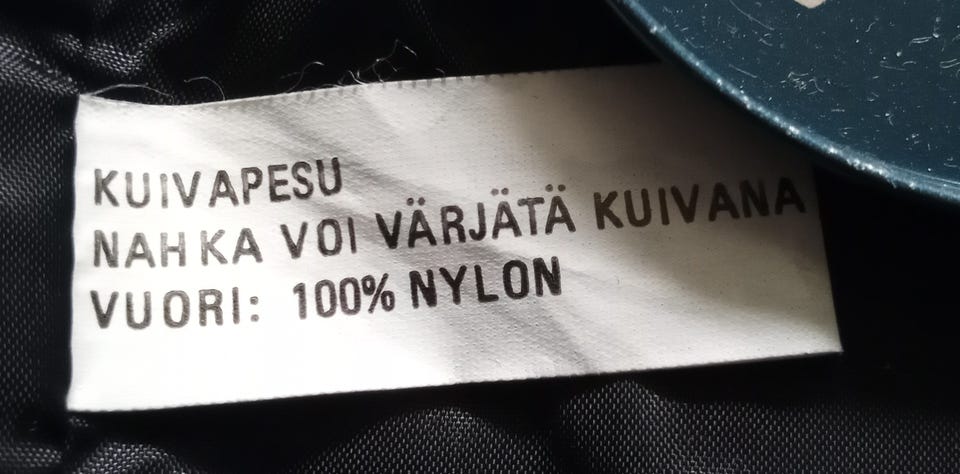 KUIVAPESU
NAHKA VOI VÄRJÄTÄ KUIVANA
VUORI: 100% NYLON